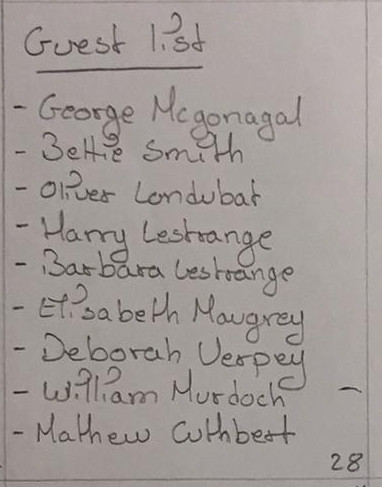 Guest list
- George Mcgonagal
- Bettie Smith
- Oliver Londubat
- Harry Lestrange
- Barbara Lestrange
- Elisabeth Maugrey
- Deborah Verpey
- William Murdoch -
- Mathew Cuthbert
28